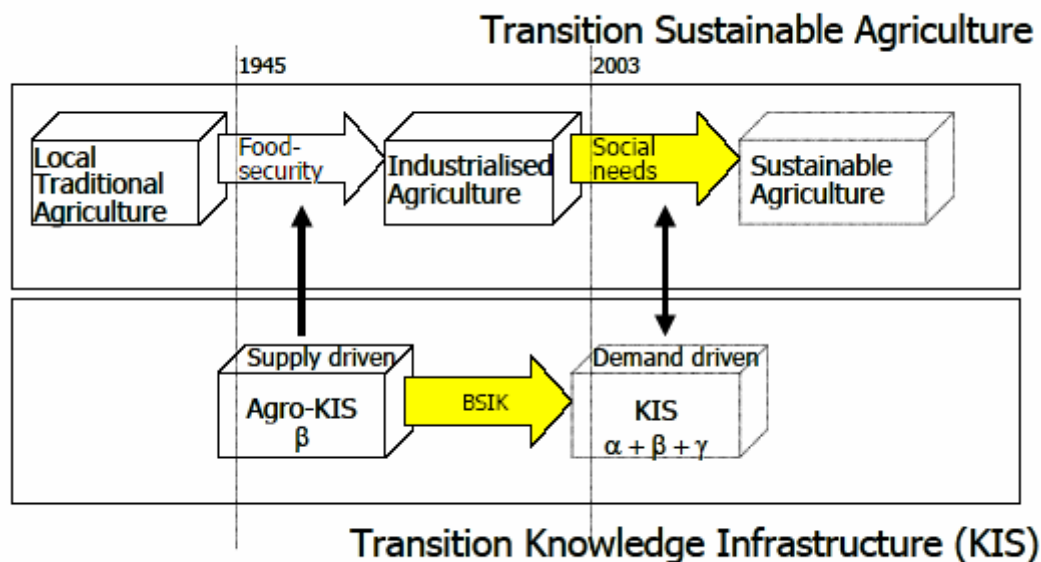 Transition Sustainable Agriculture
1945
2003
Local
Traditional
Agriculture
Food-
security
Industrialised
Agriculture
Social
needs
Sustainable
Agriculture
Supply driven
Agro-KIS
β
BSIK
Demand driven
KIS
α + β + γ
Transition Knowledge Infrastructure (KIS)